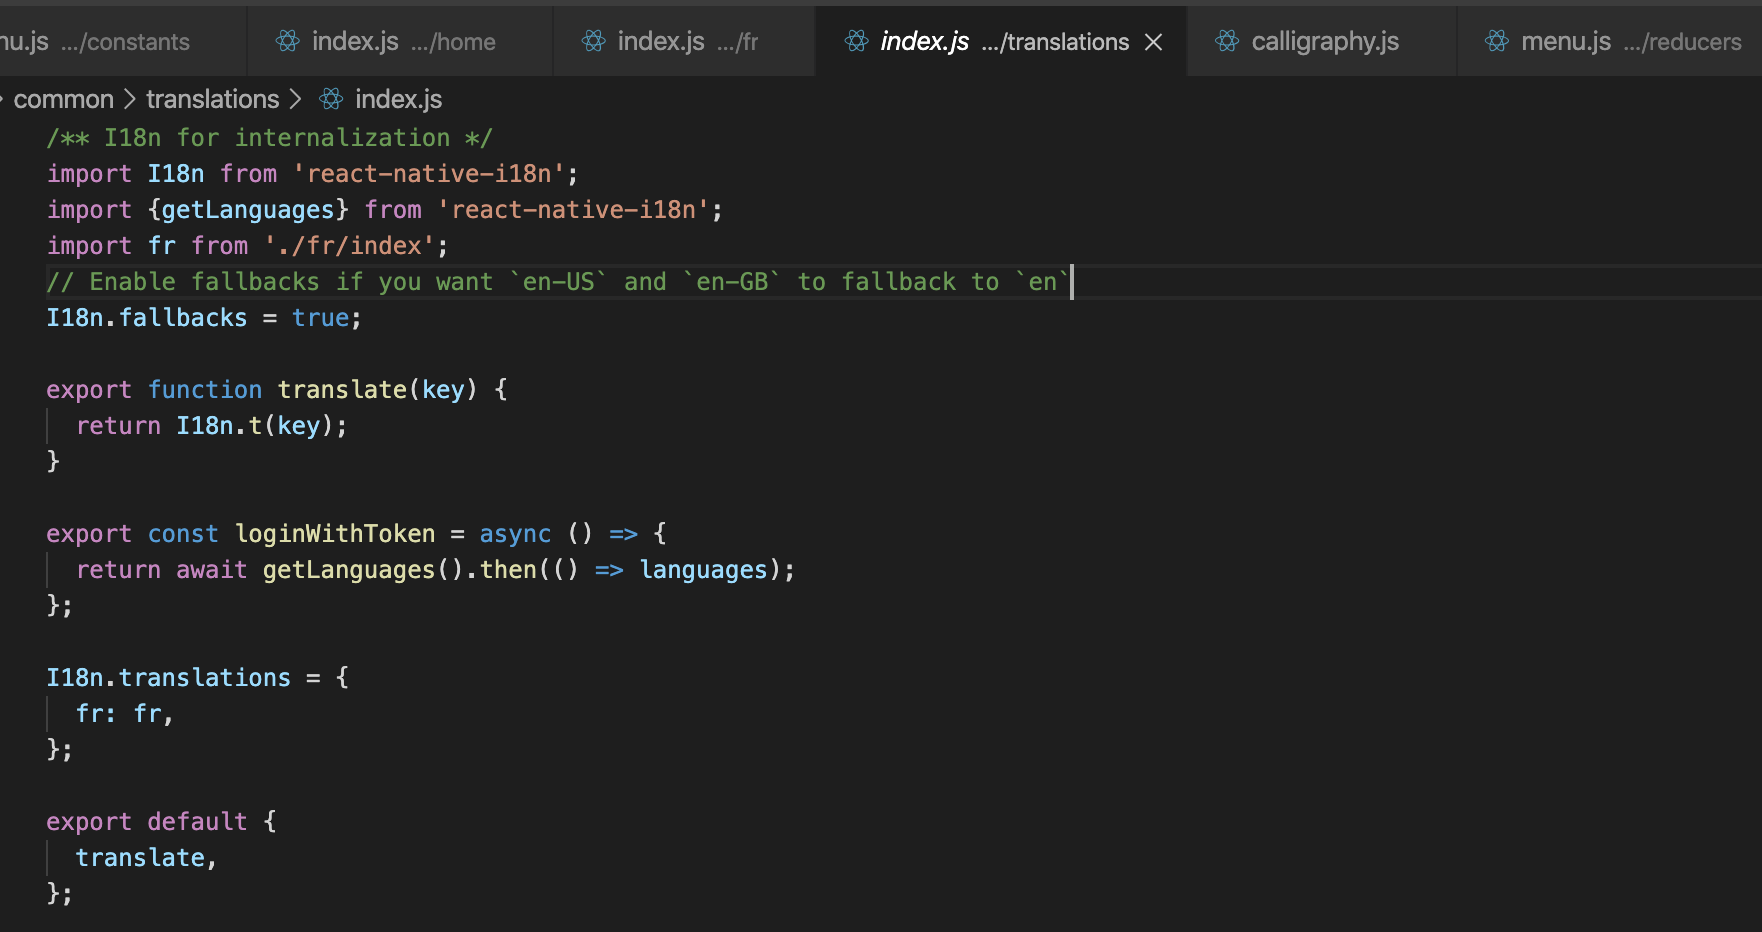 nu.js .../constants index.js .../home index.js .../fr index.js .../translations calligraphy.js menu.js .../reducers
common translations index.js
/** I18n for internalization */
import I18n from 'react-native-i18n';
import {getLanguages} from 'react-native-i18n';
import fr from './fr/index';
// Enable fallbacks if you want `en-US` and `en-GB` to fallback to `en`
I18n.fallbacks = true;
export function translate(key) {
return I18n.t(key);
}
export const loginWithToken = async () => {
return await getLanguages().then(() => languages);
};
I18n.translations = {
fr: fr,
};
export default {
translate,
};